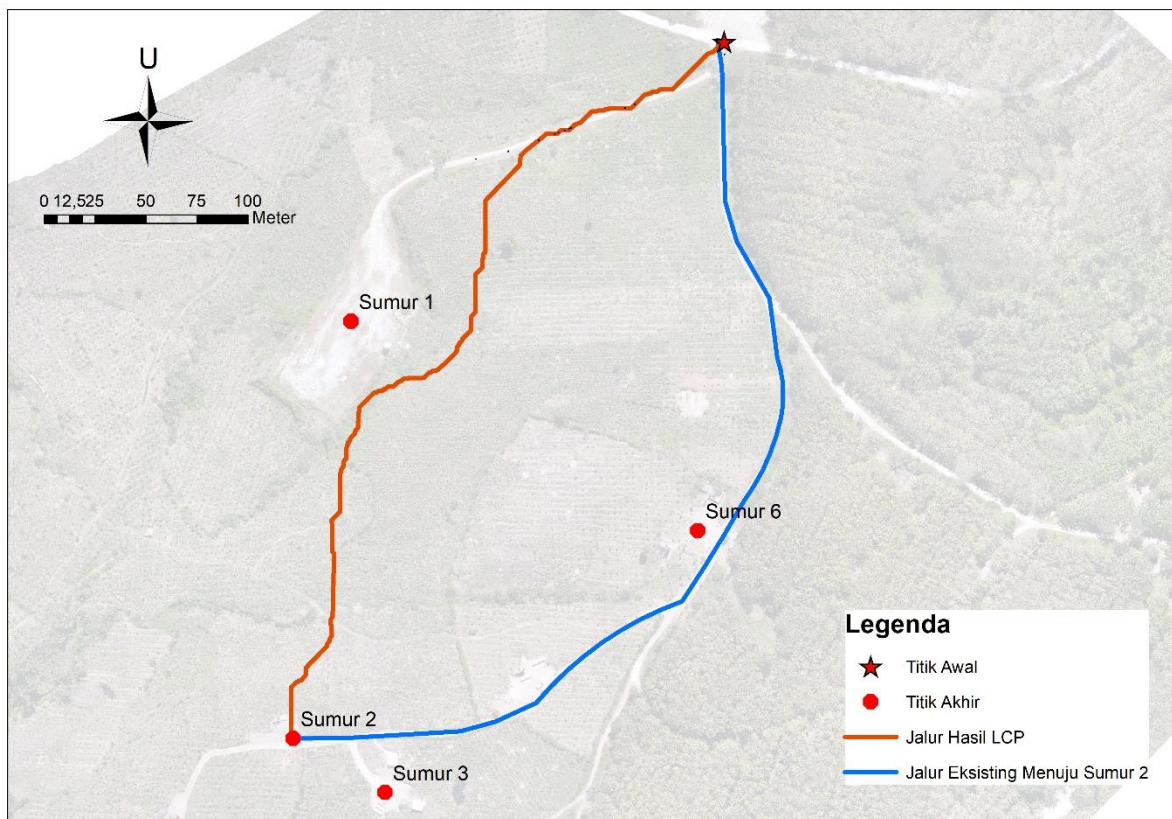 U
0 12,525 50 75 100
Meter
Sumur 1
Sumur 6
Sumur 2
Sumur 3
Legenda
Titik Awal
Titik Akhir
Jalur Hasil LCP
Jalur Eksisting Menuju Sumur 2